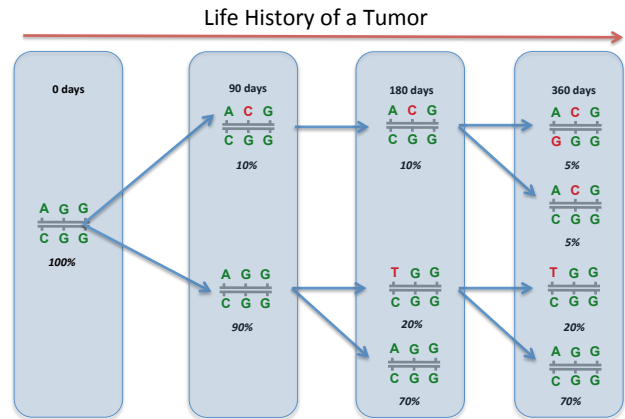 Life History of a Tumor
0 days
A G G
C G G
100%
90 days
A C G
C G G
10%
A G G
C G G
90%
180 days
A C G
C G G
10%
T G G
C G G
20%
A G G
C G G
70%
360 days
A C G
G G G
5%
A C G
C G G
5%
T G G
C G G
20%
A G G
C G G
70%